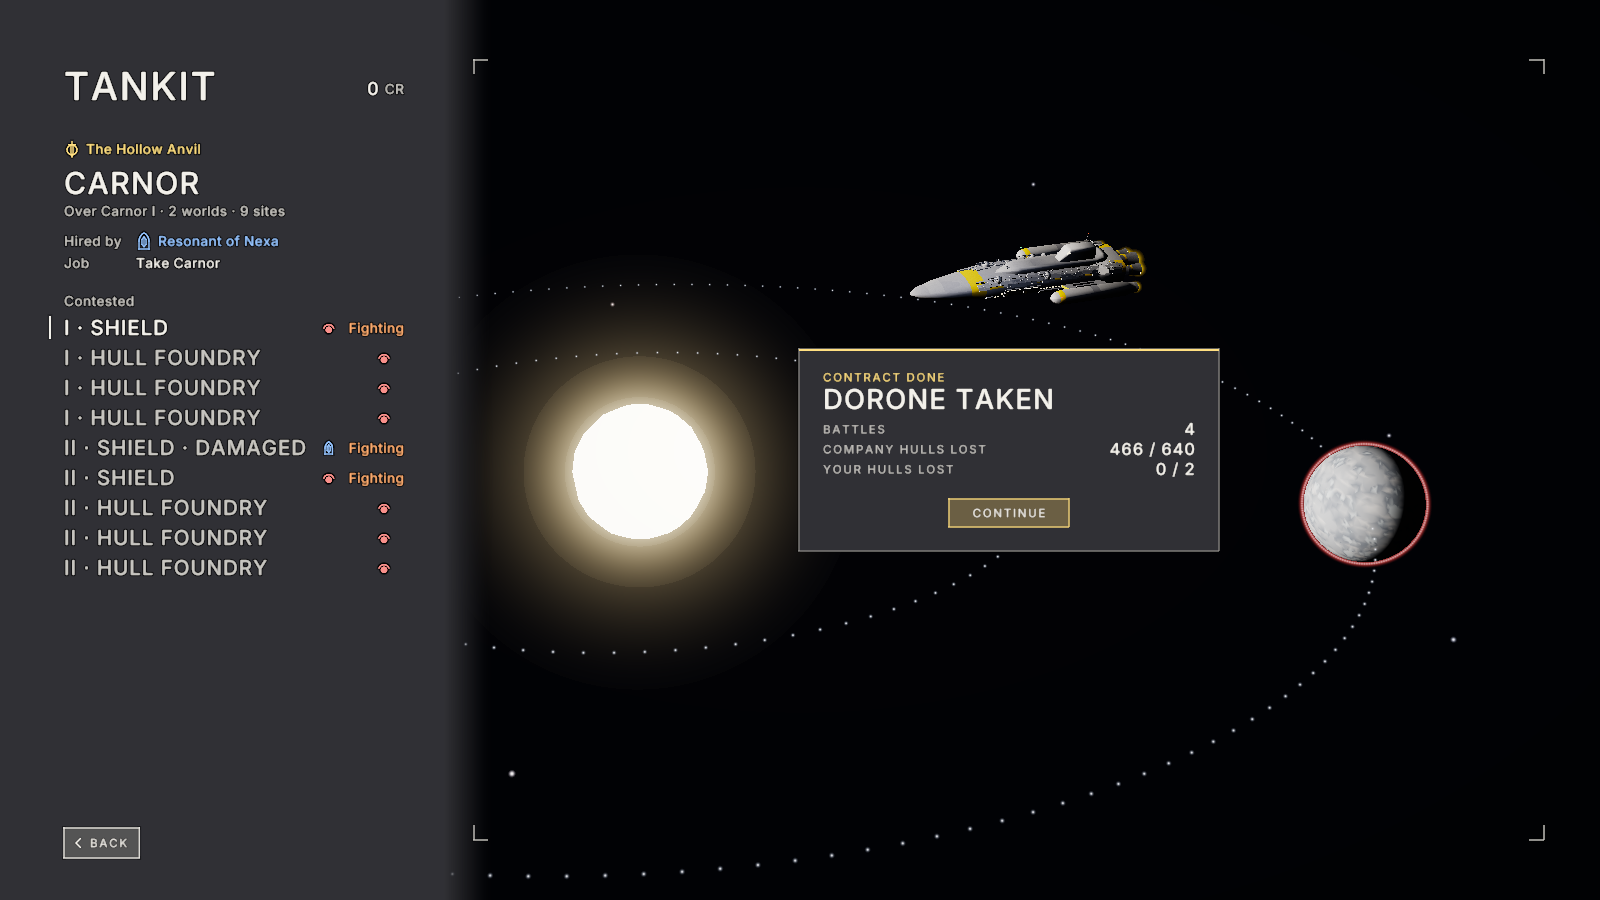 TANKIT
0 CR
The Hollow Anvil
CARNOR
Over Carnor I · 2 worlds · 9 sites
Hired by Resonant of Nexa
Job Take Carnor
Contested
I · SHIELD Fighting
I · HULL FOUNDRY
I · HULL FOUNDRY
I · HULL FOUNDRY
II · SHIELD · DAMAGED Fighting
II · SHIELD Fighting
II · HULL FOUNDRY
II · HULL FOUNDRY
II · HULL FOUNDRY
BACK
CONTRACT DONE
DORONE TAKEN
BATTLES 4
COMPANY HULLS LOST 466 / 640
YOUR HULLS LOST 0 / 2
CONTINUE